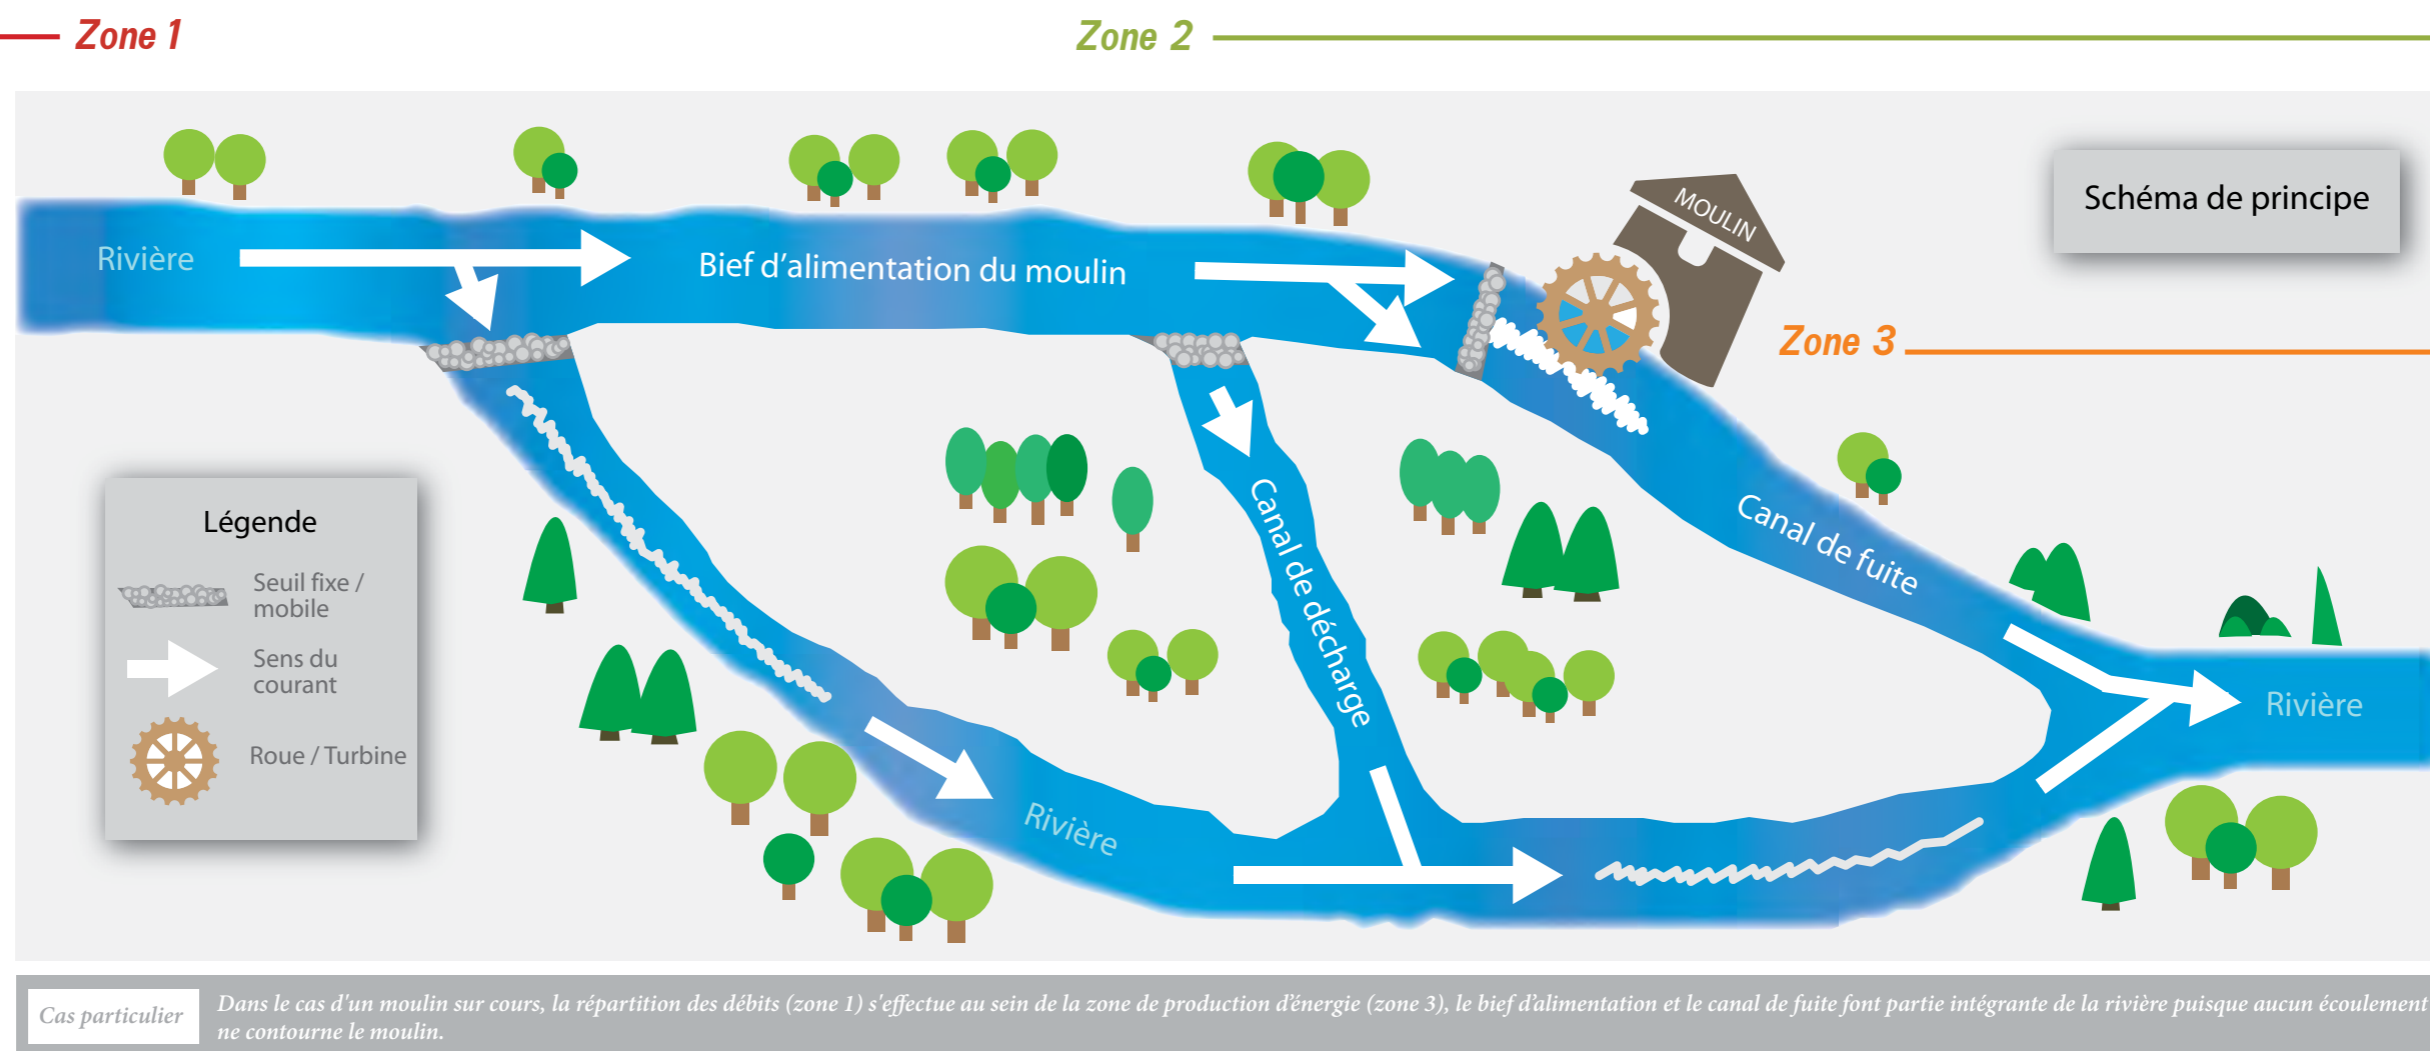 Zone 1
Zone 2
Schéma de principe
MOULIN
Rivière
Bief d'alimentation du moulin
Zone 3
Légende
Seuil fixe /
mobile
Sens du
courant
Roue / Turbine
Canal de décharge
Canal de fuite
Rivière
Rivière
Cas particulier
Dans le cas d'un moulin sur cours, la répartition des débits (zone 1) s'effectue au sein de la zone de production d'énergie (zone 3), le bief d'alimentation et le canal de fuite font partie intégrante de la rivière puisque aucun écoulement
ne contourne le moulin.